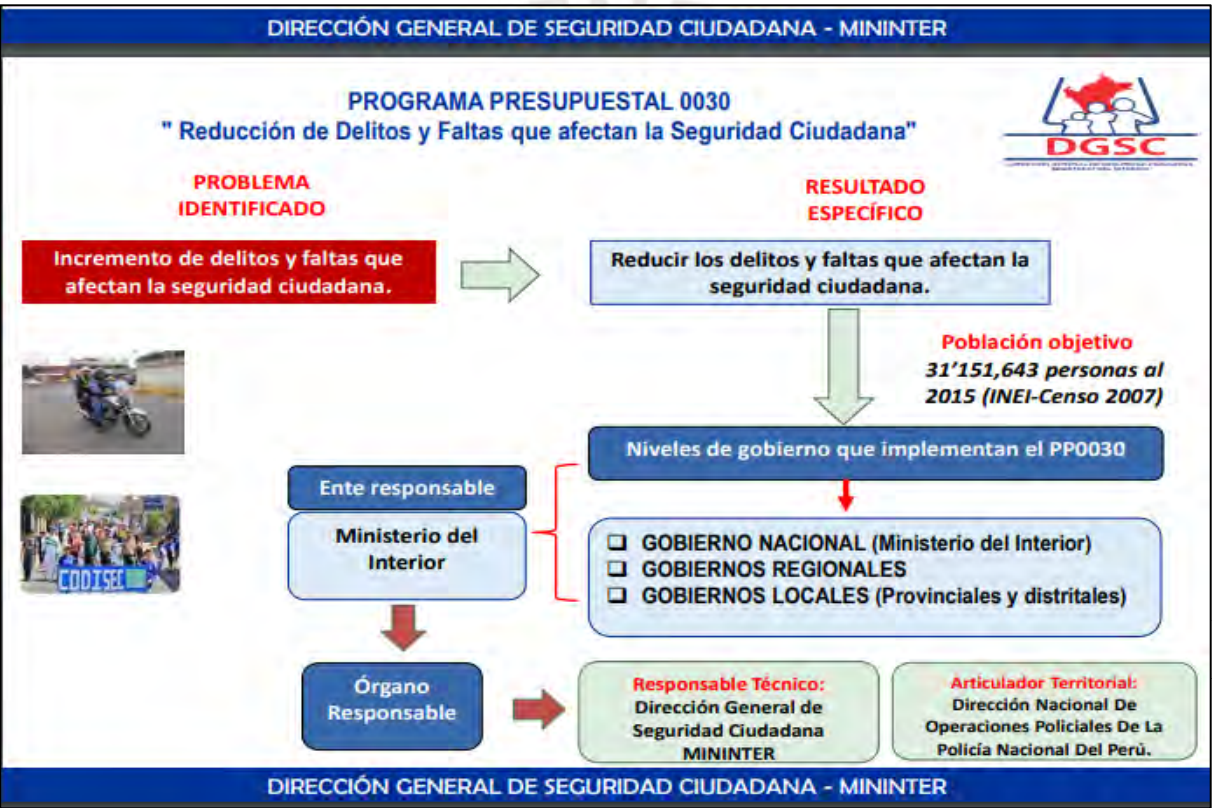 DIRECCIÓN GENERAL DE SEGURIDAD CIUDADANA - MININTER
PROGRAMA PRESUPUESTAL 0030
" Reducción de Delitos y Faltas que afectan la Seguridad Ciudadana"
DGSC
PROBLEMA
IDENTIFICADO
RESULTADO
ESPECÍFICO
Incremento de delitos y faltas que
afectan la seguridad ciudadana.
Reducir los delitos y faltas que afectan la
seguridad ciudadana.
Población objetivo
31'151,643 personas al
2015 (INEI-Censo 2007)
Niveles de gobierno que implementan el PP0030
Ente responsable
Ministerio del
Interior
❑ GOBIERNO NACIONAL (Ministerio del Interior)
❑ GOBIERNOS REGIONALES
❑ GOBIERNOS LOCALES (Provinciales y distritales)
CODISEC
Órgano
Responsable
Responsable Técnico:
Dirección General de
Seguridad Ciudadana
MININTER
Articulador Territorial:
Dirección Nacional De
Operaciones Policiales De La
Policía Nacional Del Perú.
DIRECCIÓN GENERAL DE SEGURIDAD CIUDADANA - MININTER